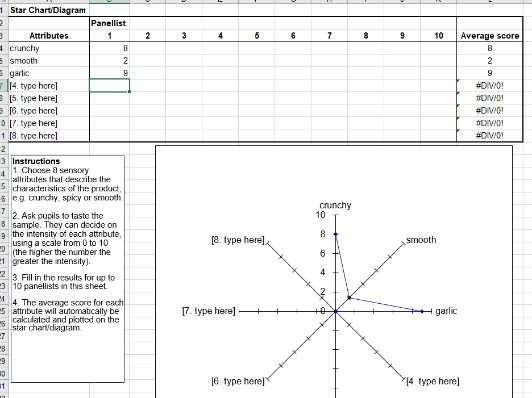 Star Chart/Diagram
Panellist
Attributes 1 2 3 4 5 6 7 8 9 10 Average score
crunchy 8 8
smooth 2 2
garlic 9 9
[4. type here] #DIV/0!
[5. type here] #DIV/0!
[6. type here] #DIV/0!
[7. type here] #DIV/0!
[8. type here] #DIV/0!
Instructions
1. Choose 8 sensory
attributes that describe the
characteristics of the product,
e.g. crunchy, spicy or smooth.
2. Ask pupils to taste the
sample. They can decide on
the intensity of each attribute,
using a scale from 0 to 10
(the higher the number the
greater the intensity).
3. Fill in the results for up to
10 panellists in this sheet.
4. The average score for each
attribute will automatically be
calculated and plotted on the
star chart/diagram.
crunchy
10
[8. type here] 8 smooth
6
4
2
[7. type here] 0 garlic
[6. type here] [4. type here]